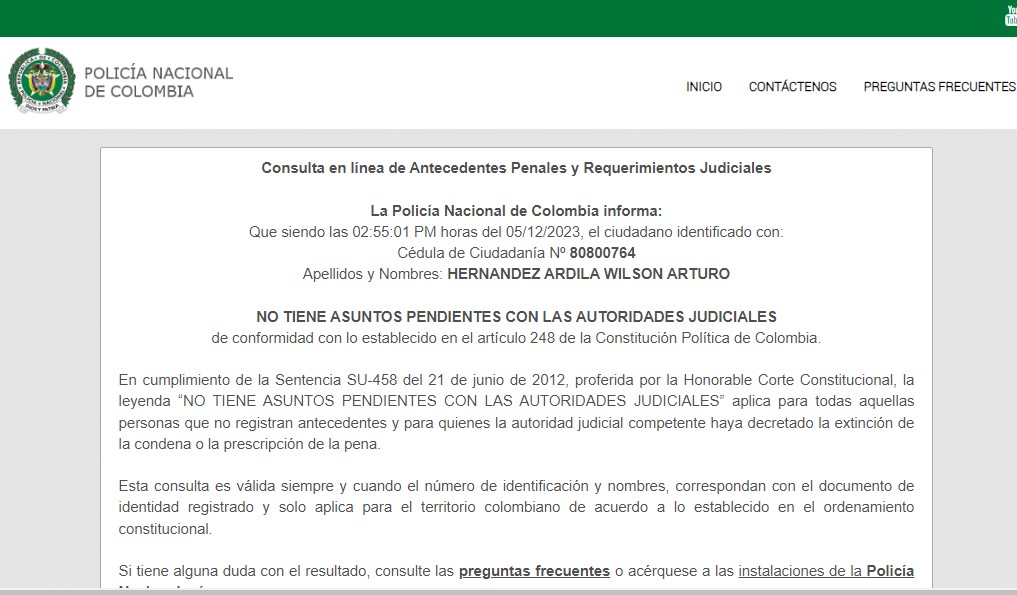 You
Tube
POLICÍA NACIONAL
DE COLOMBIA
INICIO CONTÁCTENOS PREGUNTAS FRECUENTES
Consulta en línea de Antecedentes Penales y Requerimientos Judiciales
La Policía Nacional de Colombia informa:
Que siendo las 02:55:01 PM horas del 05/12/2023, el ciudadano identificado con:
Cédula de Ciudadanía Nº 80800764
Apellidos y Nombres: HERNANDEZ ARDILA WILSON ARTURO
NO TIENE ASUNTOS PENDIENTES CON LAS AUTORIDADES JUDICIALES
de conformidad con lo establecido en el artículo 248 de la Constitución Política de Colombia.
En cumplimiento de la Sentencia SU-458 del 21 de junio de 2012, proferida por la Honorable Corte Constitucional, la
leyenda “NO TIENE ASUNTOS PENDIENTES CON LAS AUTORIDADES JUDICIALES” aplica para todas aquellas
personas que no registran antecedentes y para quienes la autoridad judicial competente haya decretado la extinción de
la condena o la prescripción de la pena.
Esta consulta es válida siempre y cuando el número de identificación y nombres, correspondan con el documento de
identidad registrado y solo aplica para el territorio colombiano de acuerdo a lo establecido en el ordenamiento
constitucional.
Si tiene alguna duda con el resultado, consulte las preguntas frecuentes o acérquese a las instalaciones de la Policía